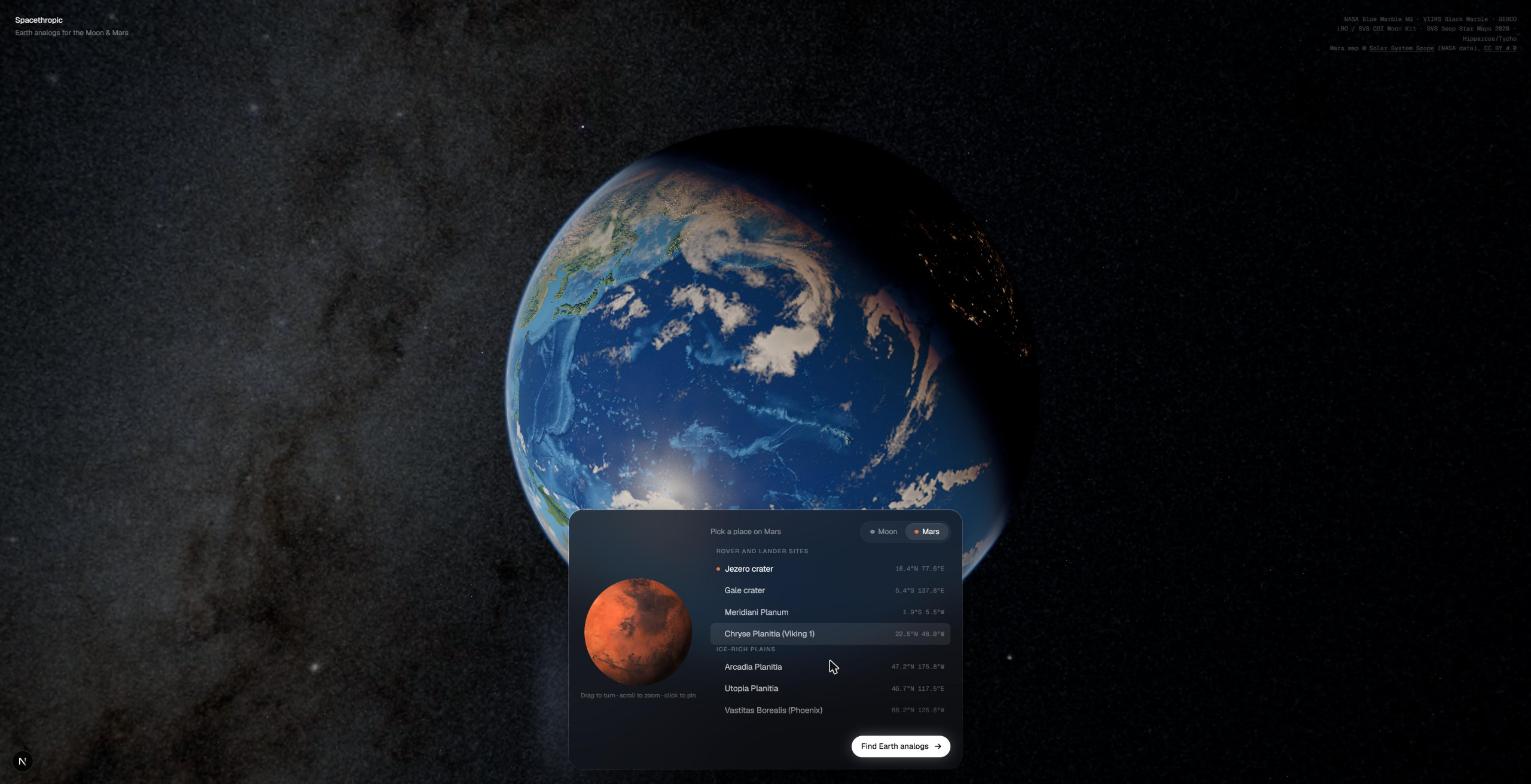 Spacethropic
Earth analogs for the Moon & Mars
NASA Blue Marble NG · VIIRS Black Marble · GEBCO
LRO / SVS CGI Moon Kit · SVS Deep Star Maps 2020 ·
Hipparcos/Tycho
Mars map © Solar System Scope (NASA data), CC BY 4.0
Pick a place on Mars
Moon Mars
ROVER AND LANDER SITES
Jezero crater 18.4°N 77.6°E
Gale crater 5.4°S 137.8°E
Meridiani Planum 1.9°S 5.5°W
Chryse Planitia (Viking 1) 22.5°N 48.0°W
ICE-RICH PLAINS
Arcadia Planitia 47.2°N 175.8°W
Utopia Planitia 46.7°N 117.5°E
Vastitas Borealis (Phoenix)
Drag to turn · scroll to zoom · click to pin
Find Earth analogs →
N